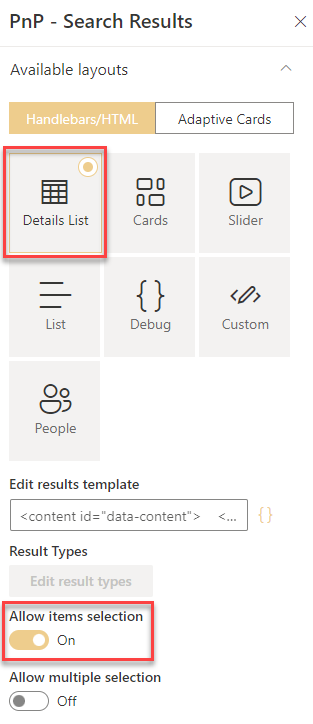 PnP - Search Results
Available layouts
Handlebars/HTML Adaptive Cards
Details List Cards Slider
List Debug Custom
People
Edit results template
<content id="data-content"> <...
Result Types
Edit result types
Allow items selection
On
Allow multiple selection
Off